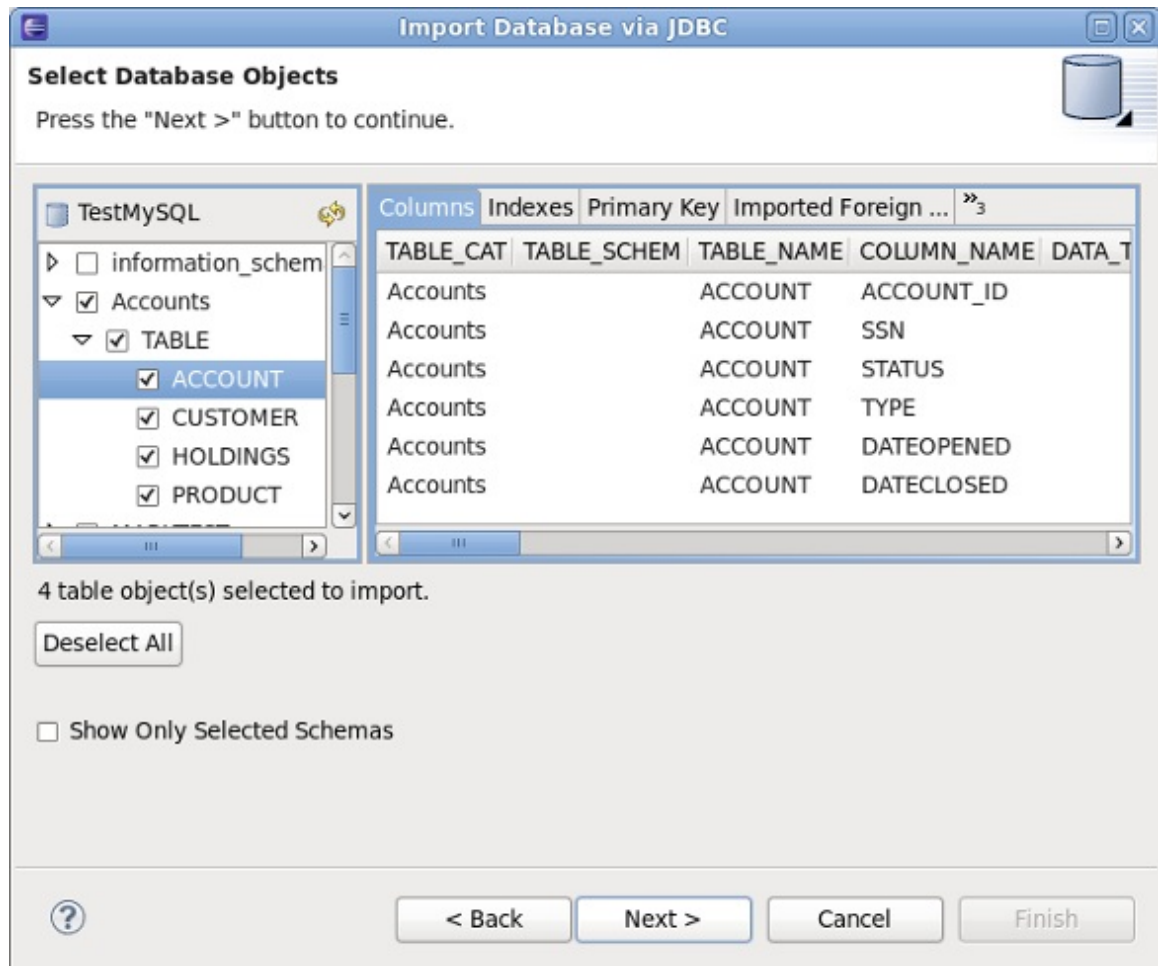 Import Database via JDBC
Select Database Objects
Press the "Next >" button to continue.
TestMySQL
information_schem
Accounts
TABLE
ACCOUNT
CUSTOMER
HOLDINGS
PRODUCT
Columns Indexes Primary Key Imported Foreign ... »3
TABLE_CAT TABLE_SCHEM TABLE_NAME COLUMN_NAME DATA_T
Accounts ACCOUNT ACCOUNT_ID
Accounts ACCOUNT SSN
Accounts ACCOUNT STATUS
Accounts ACCOUNT TYPE
Accounts ACCOUNT DATEOPENED
Accounts ACCOUNT DATECLOSED
4 table object(s) selected to import.
Deselect All
Show Only Selected Schemas
? < Back Next > Cancel Finish